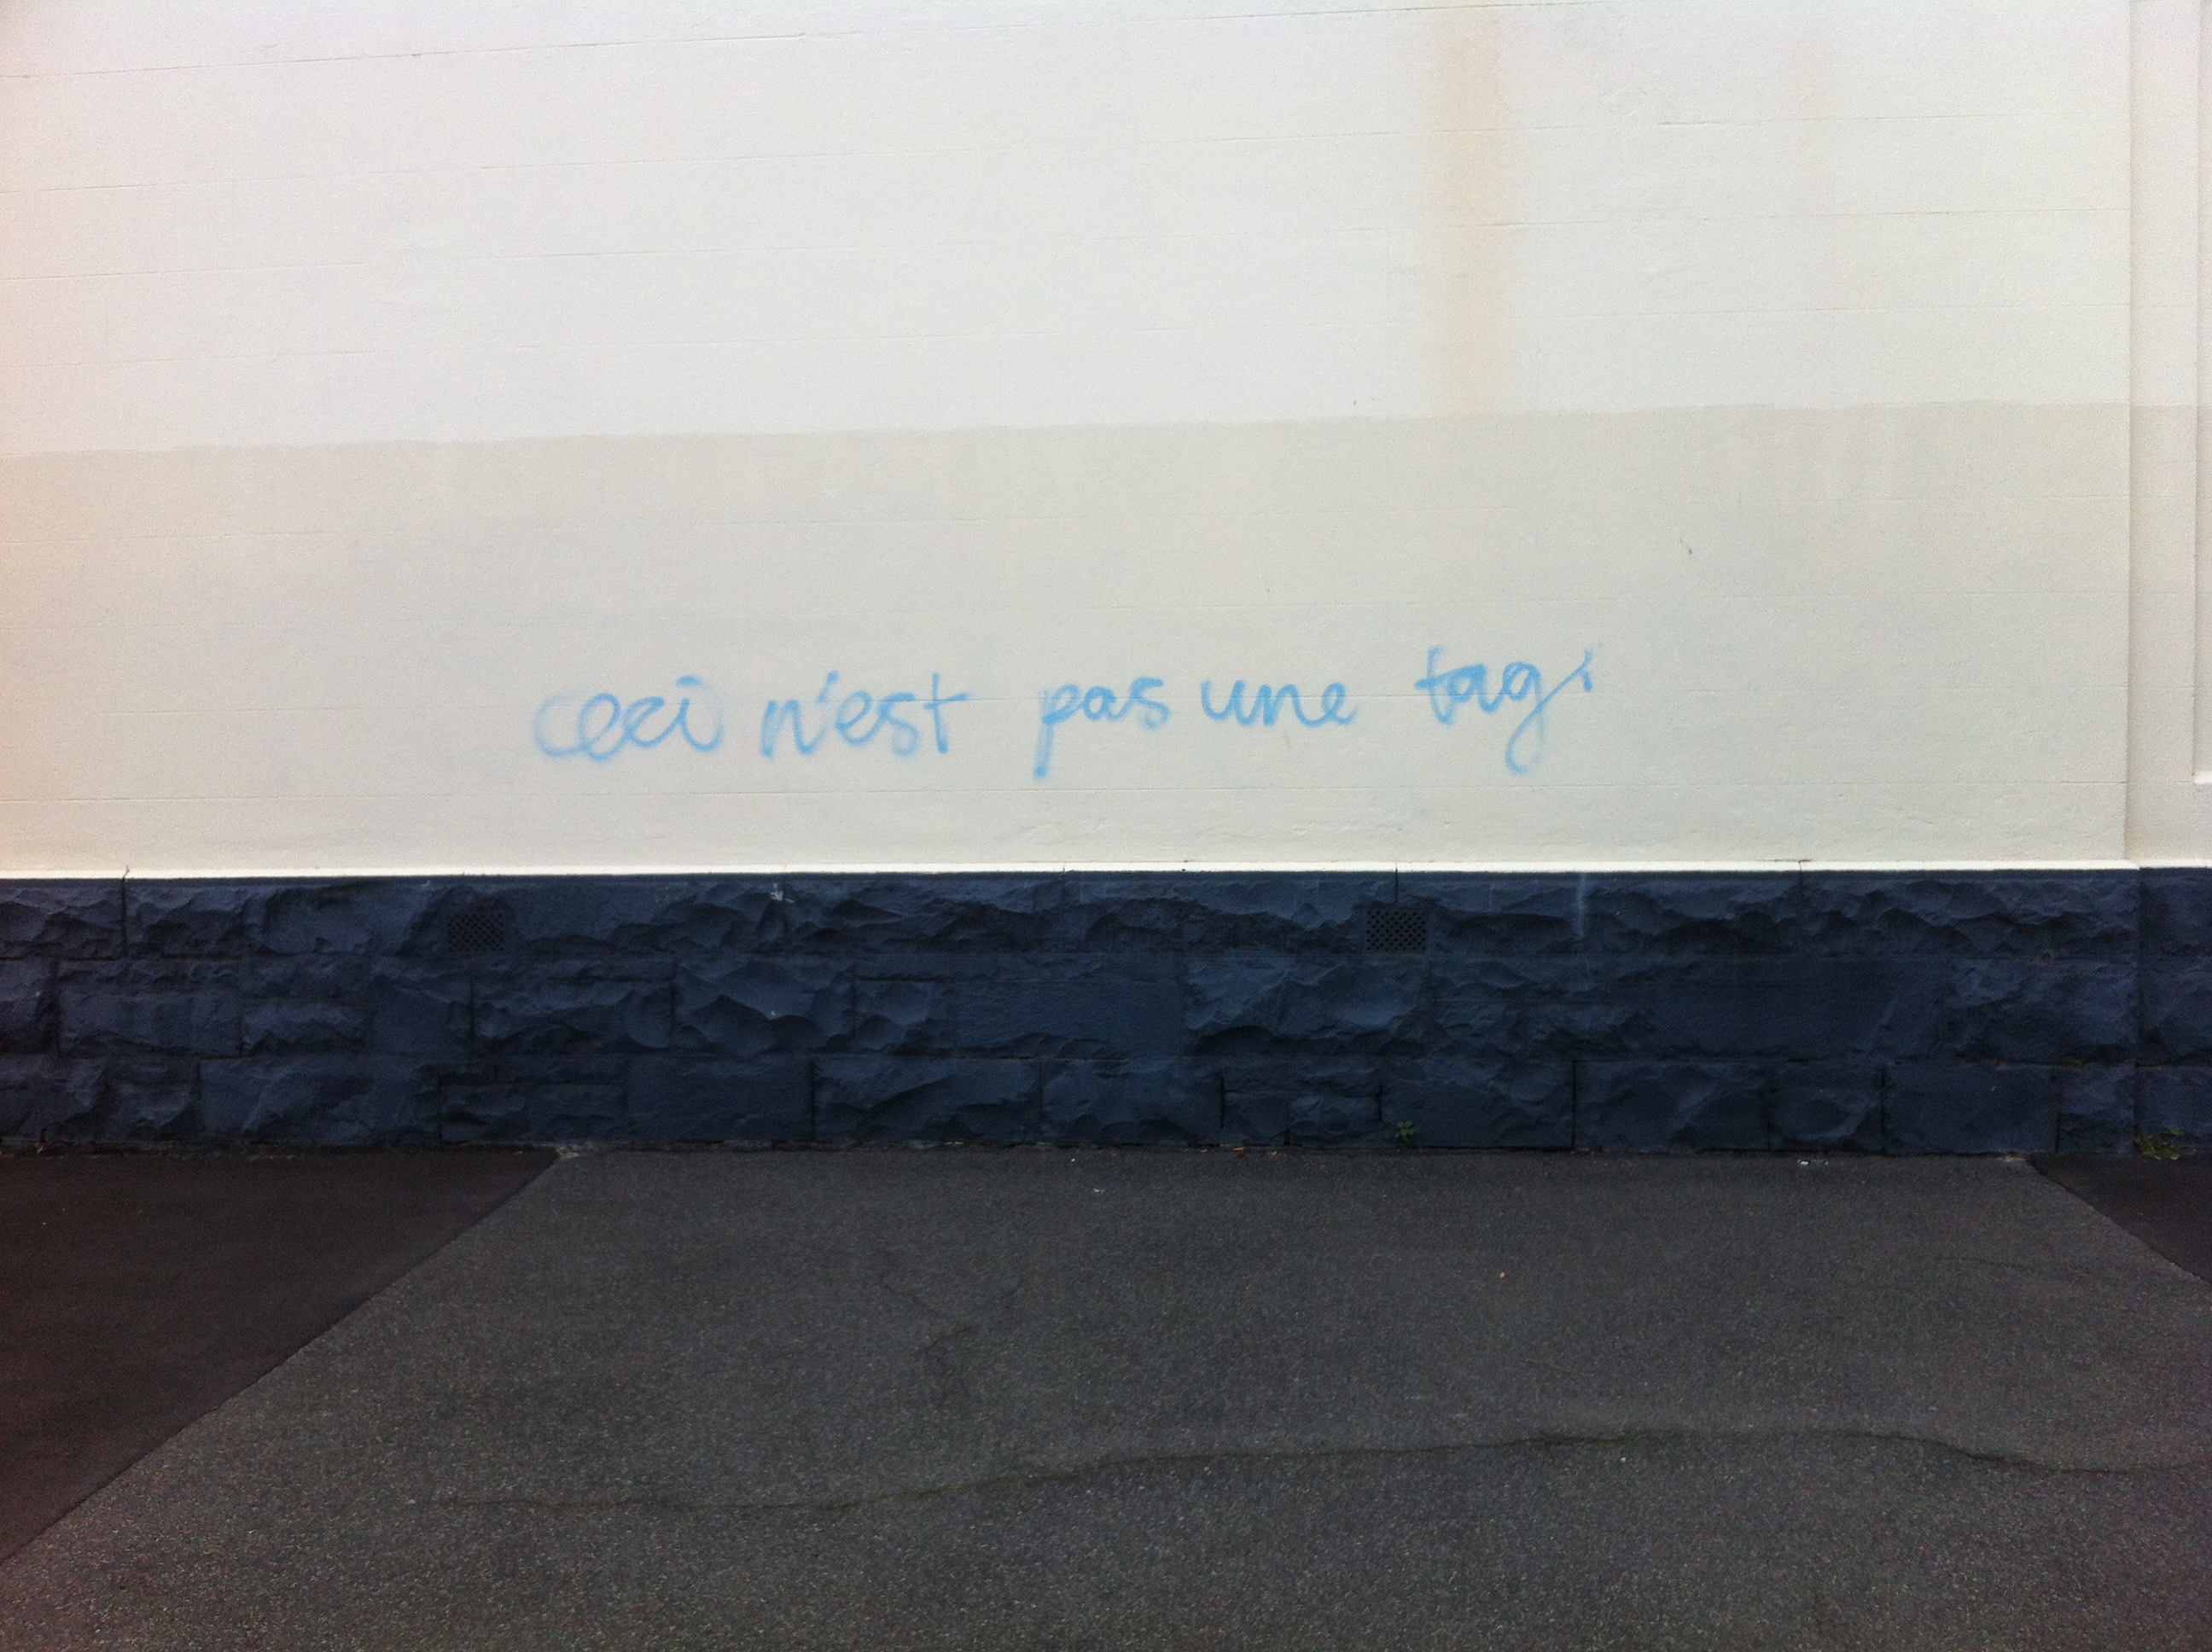 ceci n'est pas une tag